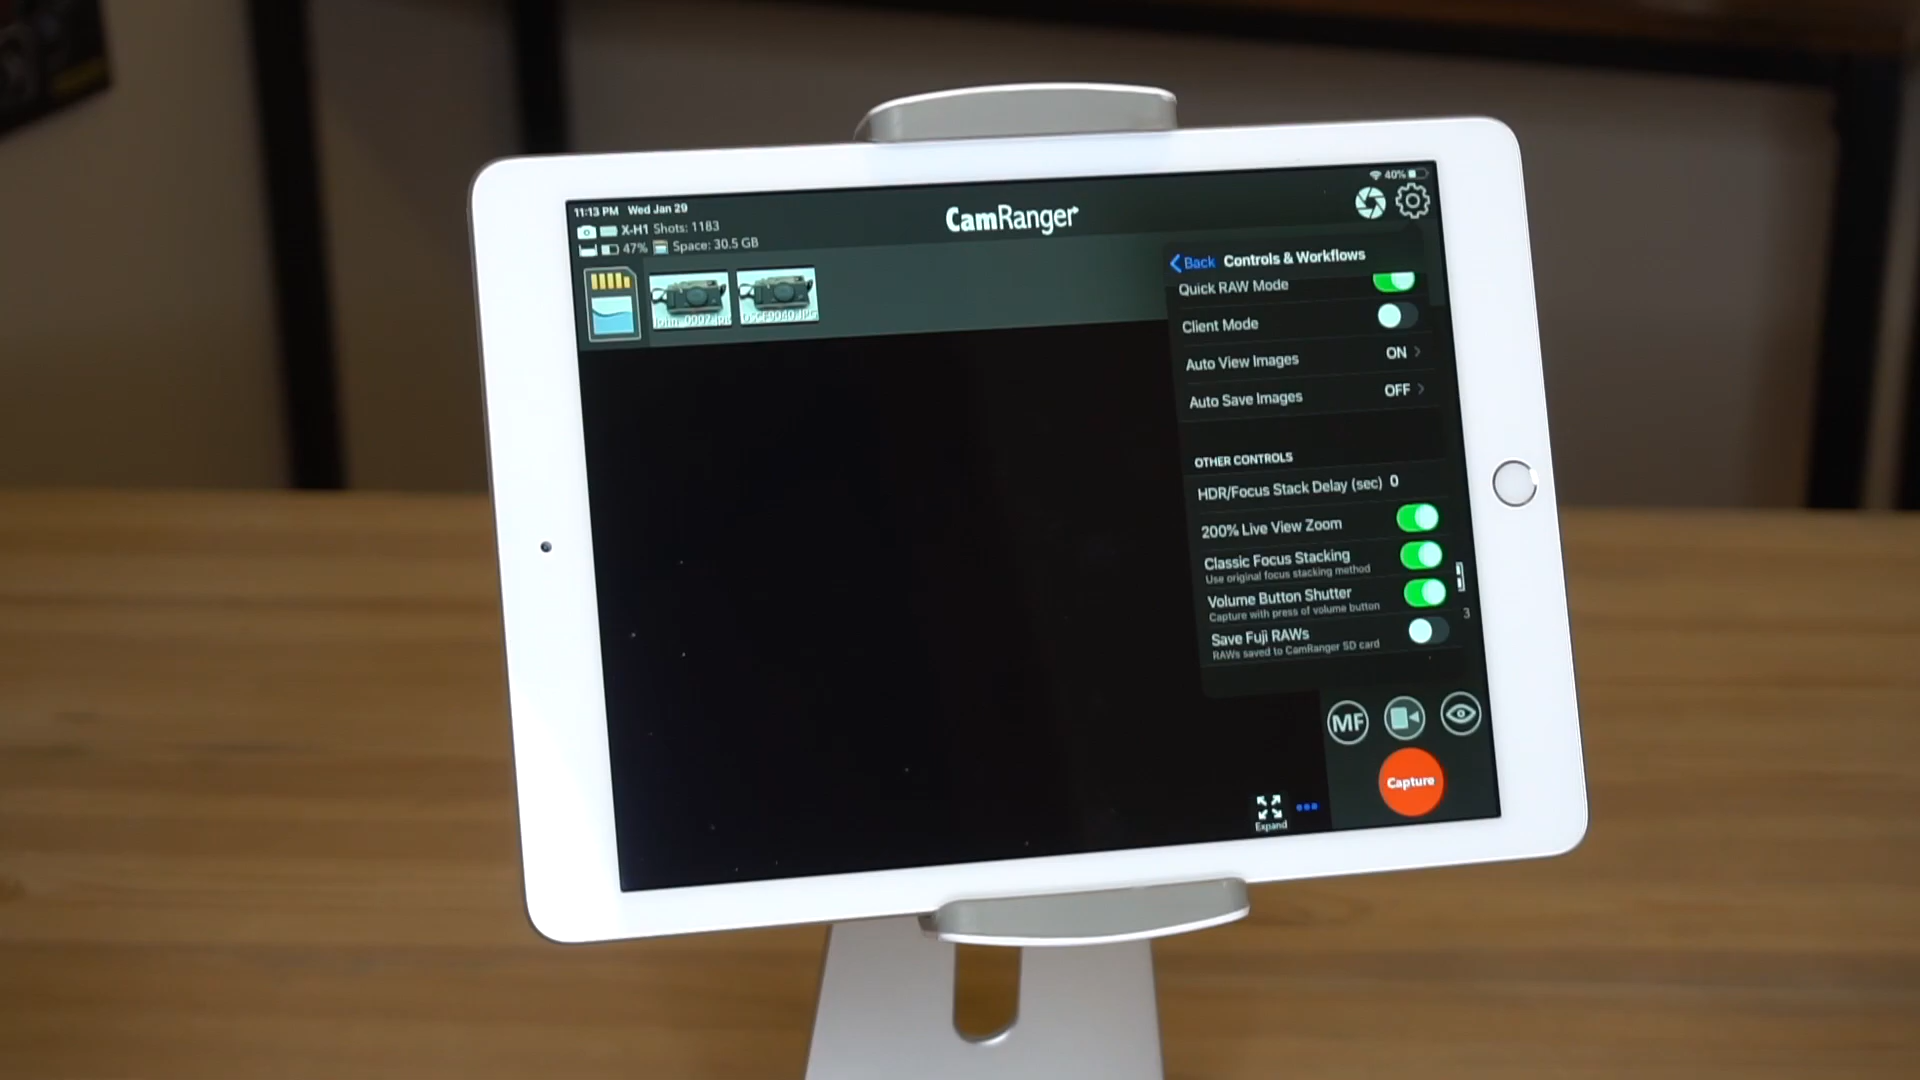 11:13 PM Wed Jan 29
40%
X-H1 Shots: 1183
47% Space: 30.5 GB
CamRanger
DSCF0040.JPG
Back Controls & Workflows
Quick RAW Mode
Client Mode
Auto View Images ON
Auto Save Images OFF
OTHER CONTROLS
HDR/Focus Stack Delay (sec) 0
200% Live View Zoom
Classic Focus Stacking
Use original focus stacking method
Volume Button Shutter
Capture with press of volume button
3
Save Fuji RAWs
RAWs saved to CamRanger SD card
MF
Capture
Expand